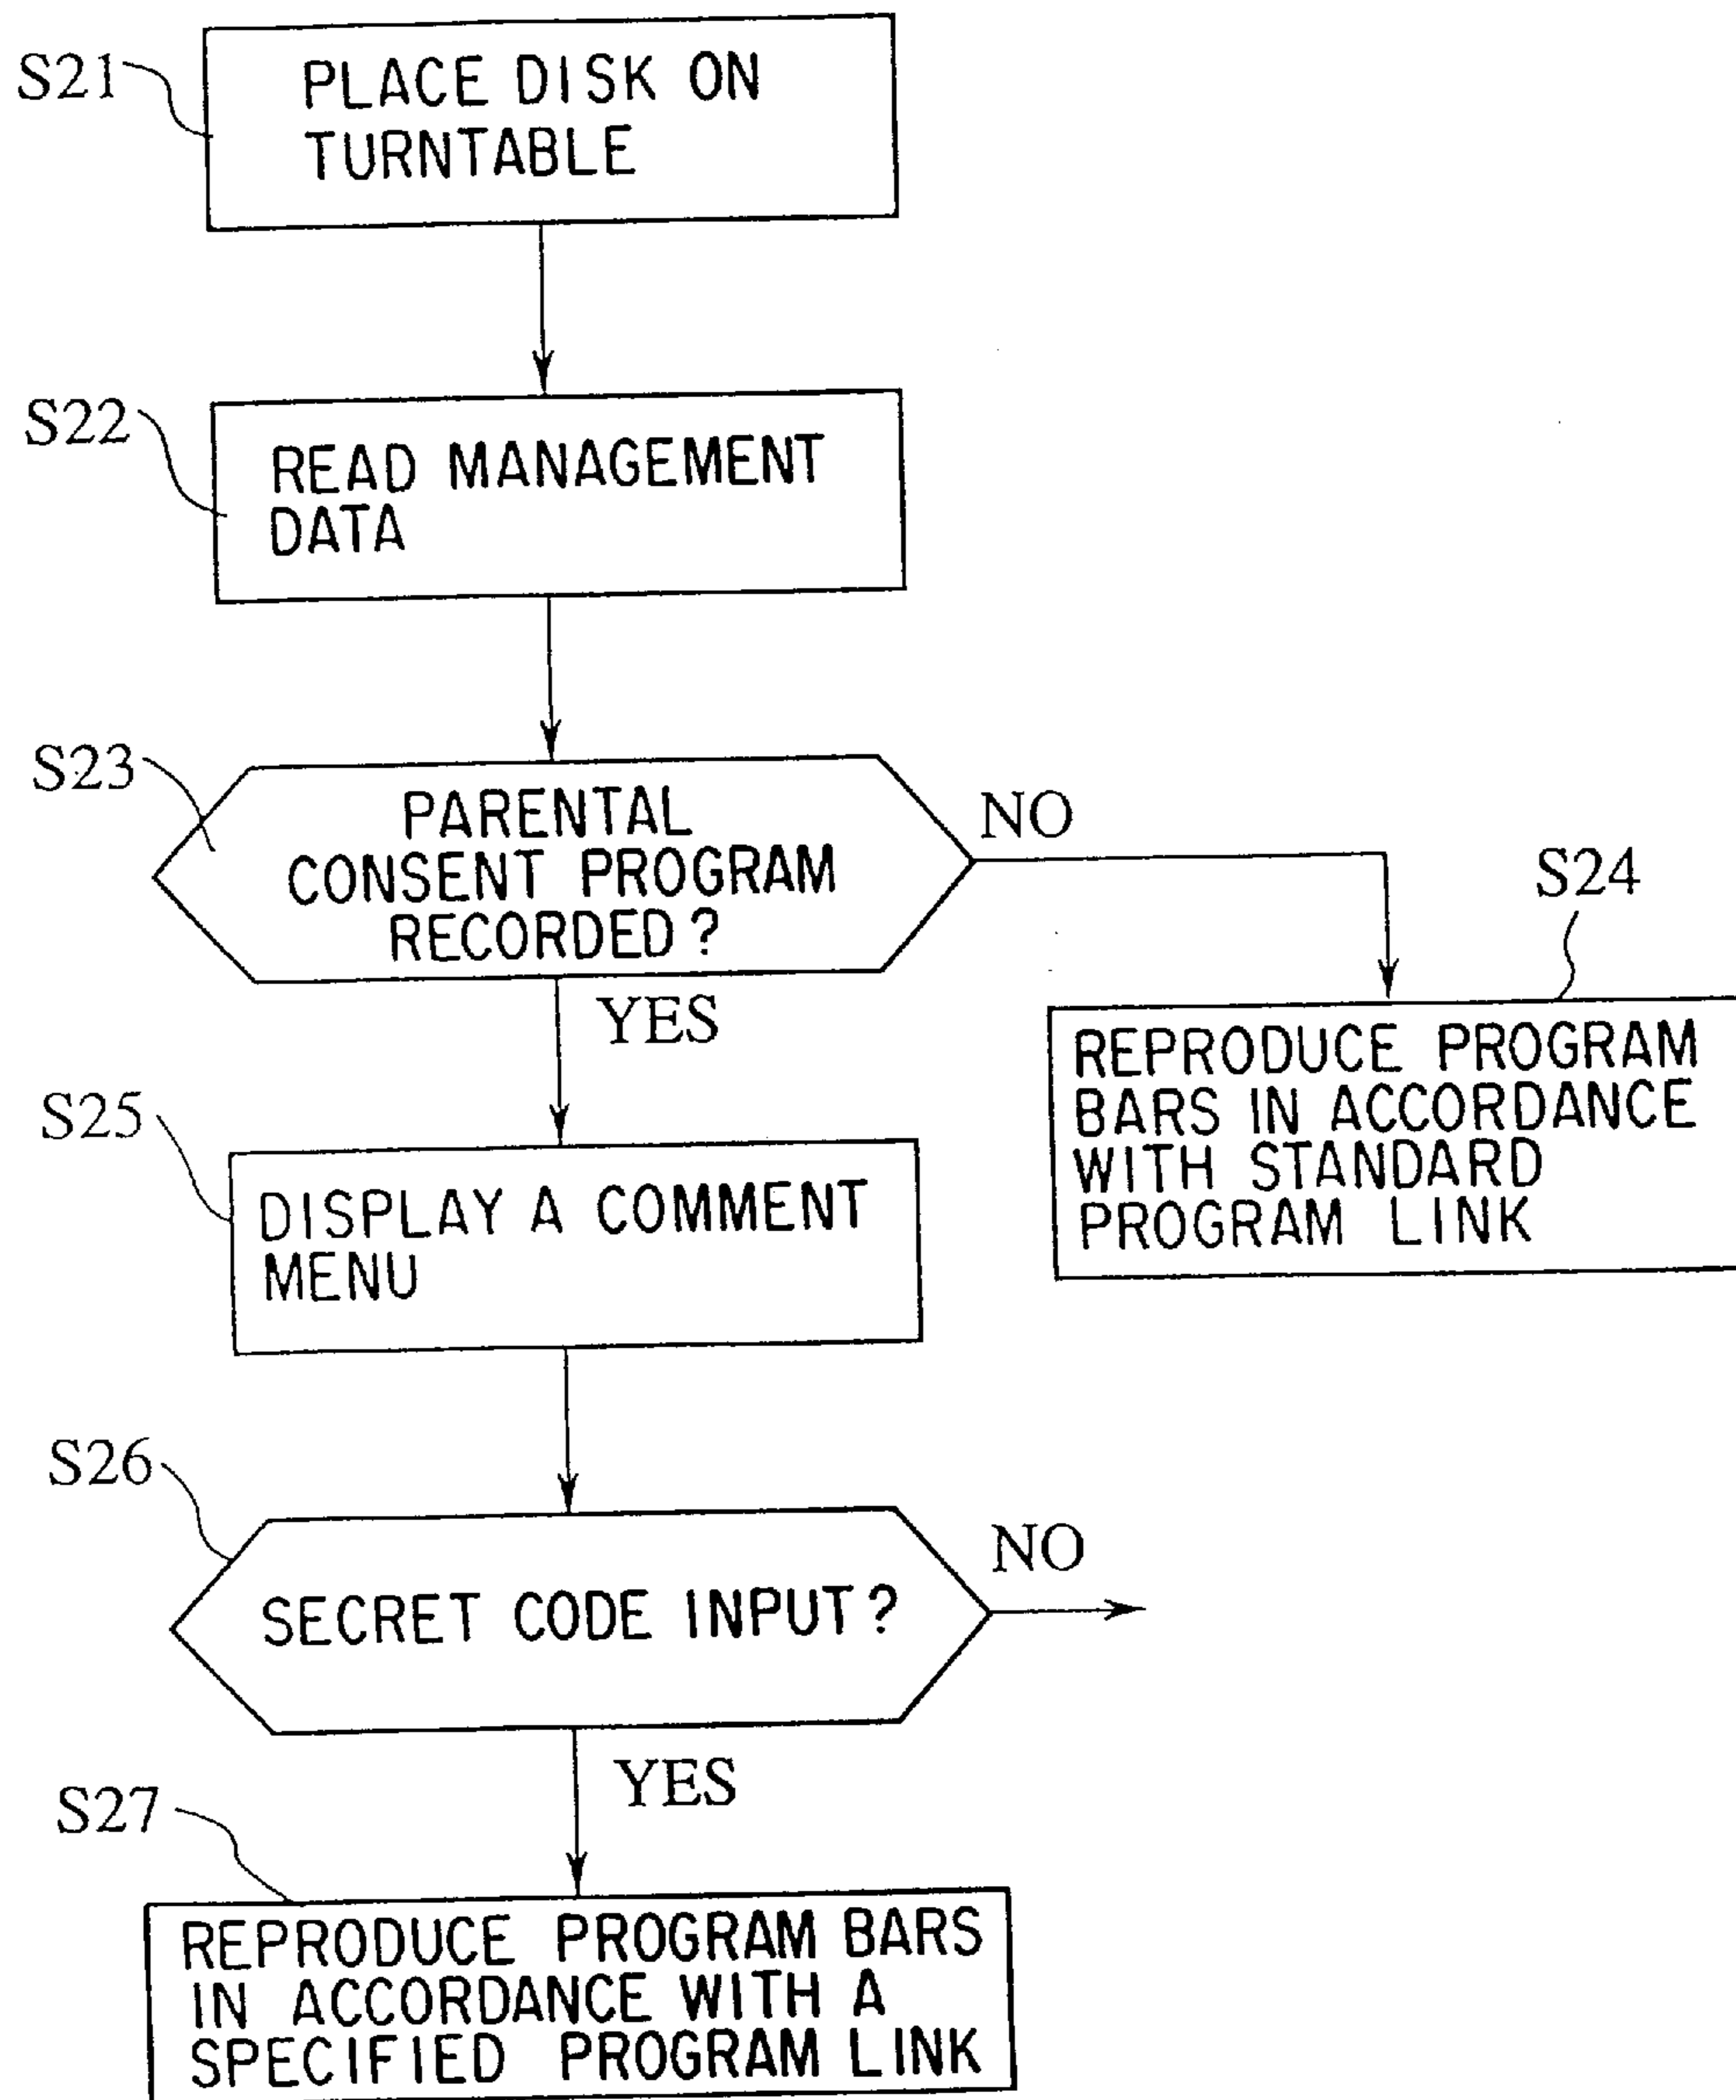 S21
PLACE DISK ON
TURNTABLE
S22
READ MANAGEMENT
DATA
S23
PARENTAL
CONSENT PROGRAM
RECORDED?
NO
YES
S24
REPRODUCE PROGRAM
BARS IN ACCORDANCE
WITH STANDARD
PROGRAM LINK
S25
DISPLAY A COMMENT
MENU
S26
SECRET CODE INPUT?
NO
YES
S27
REPRODUCE PROGRAM BARS
IN ACCORDANCE WITH A
SPECIFIED PROGRAM LINK